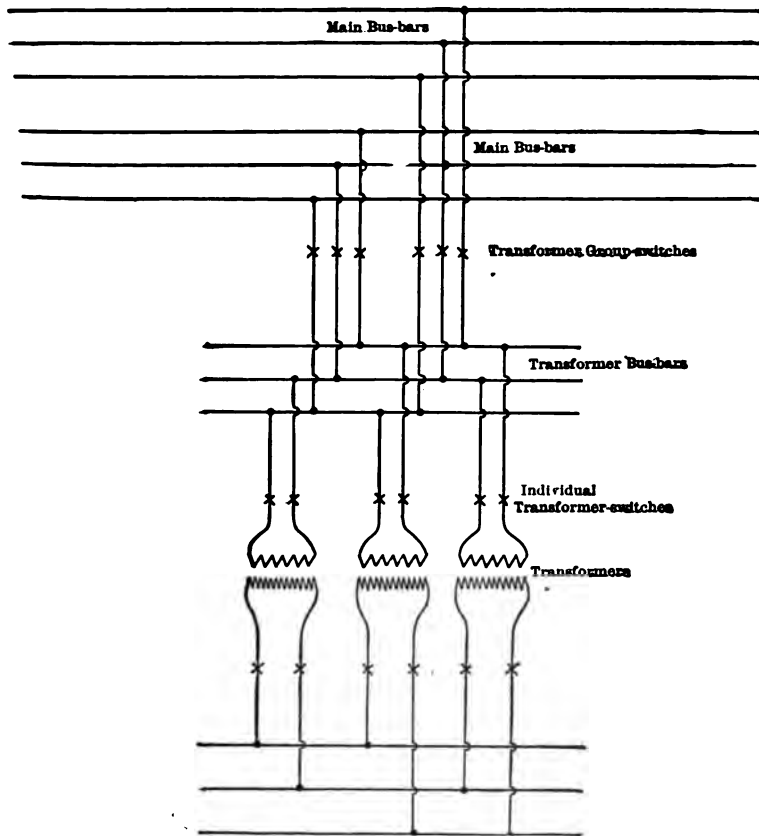 Main Bus-bars
Main Bus-bars
Transformer Group-switches
Transformer Bus-bars
Individual
Transformer-switches
Transformers